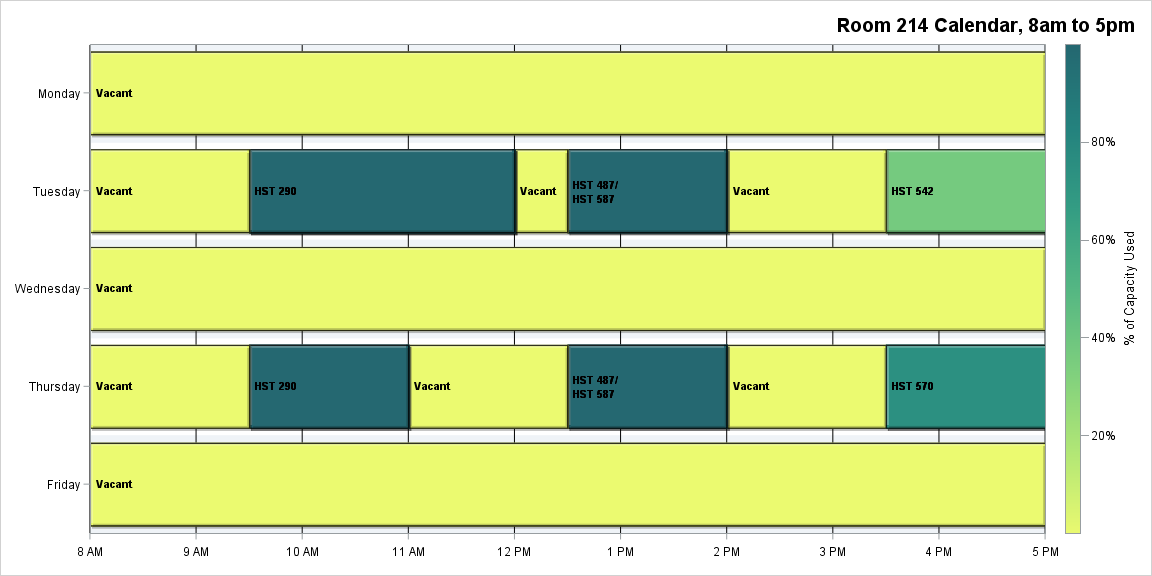 Room 214 Calendar, 8am to 5pm
Monday
Vacant
Tuesday
Vacant
HST 290
Vacant
HST 487/
HST 587
Vacant
HST 542
Wednesday
Vacant
Thursday
Vacant
HST 290
Vacant
HST 487/
HST 587
Vacant
HST 570
Friday
Vacant
8 AM
9 AM
10 AM
11 AM
12 PM
1 PM
2 PM
3 PM
4 PM
5 PM
80%
60%
40%
20%
% of Capacity Used